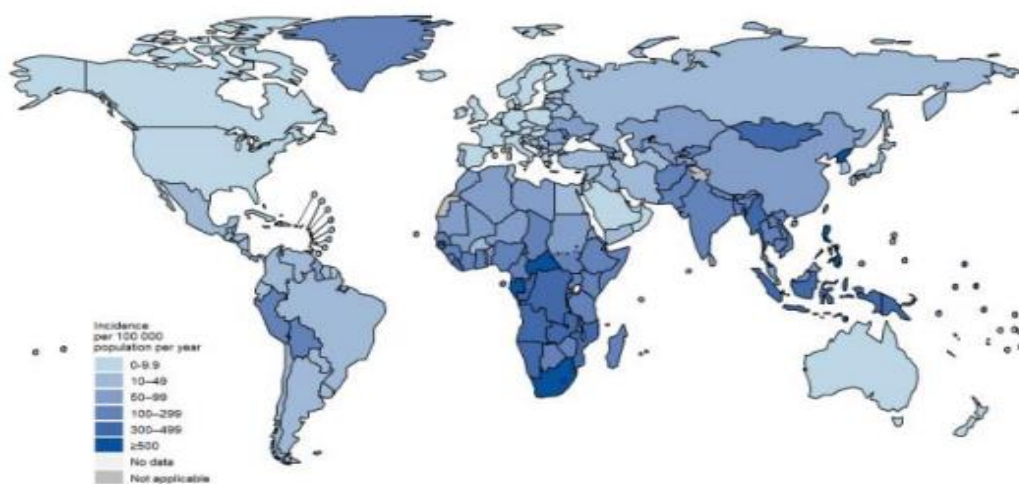 Incidence
per 100 000
population per year
0-9.9
10–49
50–99
100–299
300–499
≥500
No data
Not applicable